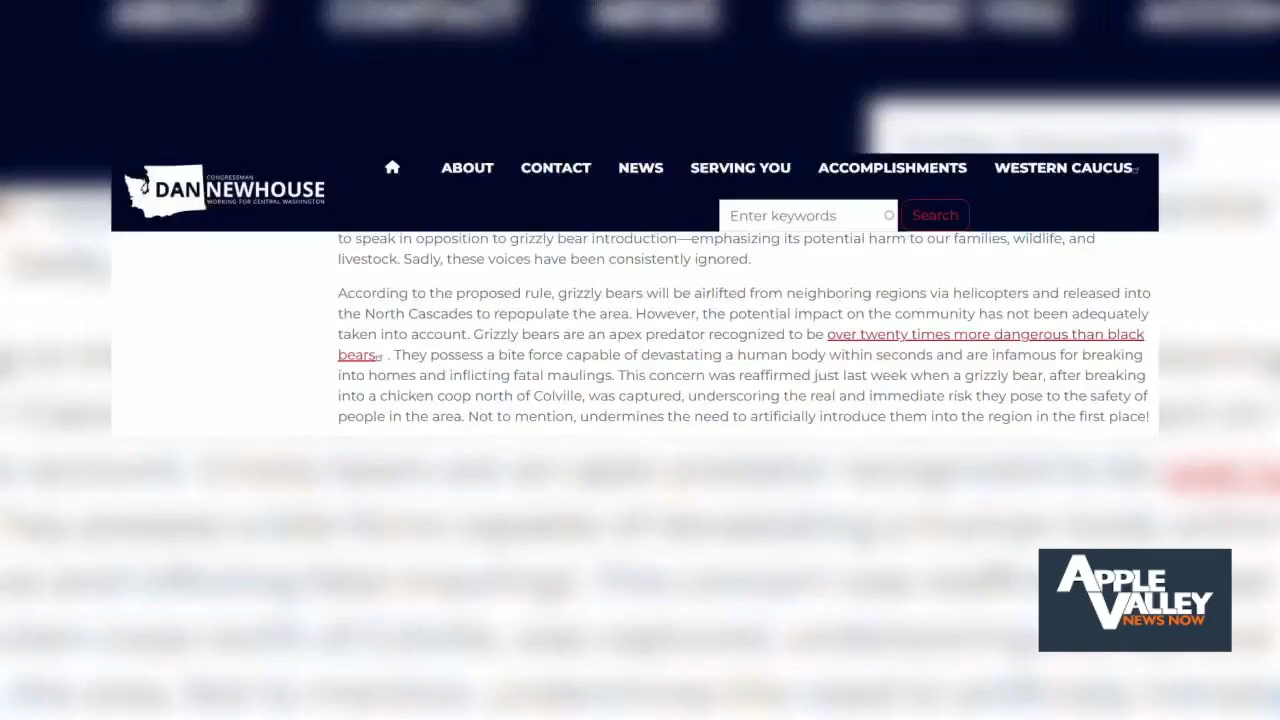 ABOUT CONTACT NEWS SERVING YOU ACCOMPLISHMENTS WESTERN CAUCUS
CONGRESSMAN
DAN NEWHOUSE
WORKING FOR CENTRAL WASHINGTON
Enter keywords Search
to speak in opposition to grizzly bear introduction—emphasizing its potential harm to our families, wildlife, and
livestock. Sadly, these voices have been consistently ignored.
According to the proposed rule, grizzly bears will be airlifted from neighboring regions via helicopters and released into
the North Cascades to repopulate the area. However, the potential impact on the community has not been adequately
taken into account. Grizzly bears are an apex predator recognized to be over twenty times more dangerous than black
bears . They possess a bite force capable of devastating a human body within seconds and are infamous for breaking
into homes and inflicting fatal maulings. This concern was reaffirmed just last week when a grizzly bear, after breaking
into a chicken coop north of Colville, was captured, underscoring the real and immediate risk they pose to the safety of
people in the area. Not to mention, undermines the need to artificially introduce them into the region in the first place!
APPLE
VALLEY
NEWS NOW